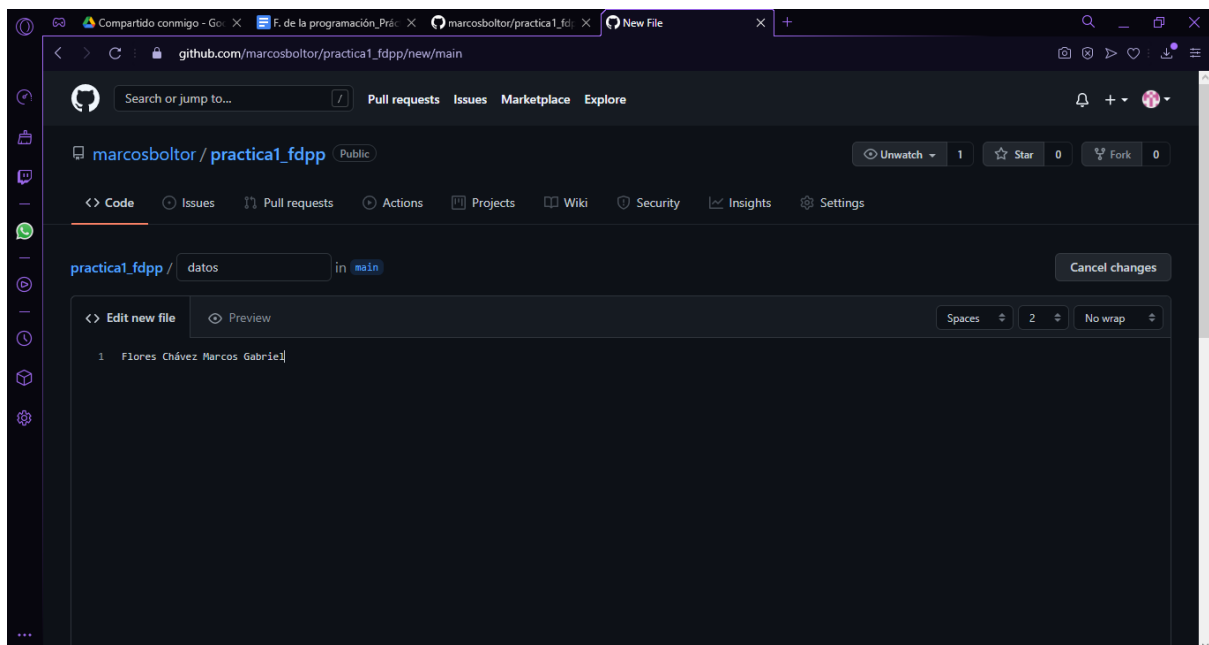 Compartido conmigo - Goo
F. de la programación_Prác
marcosboltor/practica1_fdp
New File
github.com/marcosboltor/practica1_fdpp/new/main
Search or jump to... /
Pull requests Issues Marketplace Explore
marcosboltor / practica1_fdpp Public
Unwatch 1 Star 0 Fork 0
Code Issues Pull requests Actions Projects Wiki Security Insights Settings
practica1_fdpp / datos in main
Cancel changes
Edit new file Preview
Spaces 2 No wrap
1 Flores Chávez Marcos Gabriel